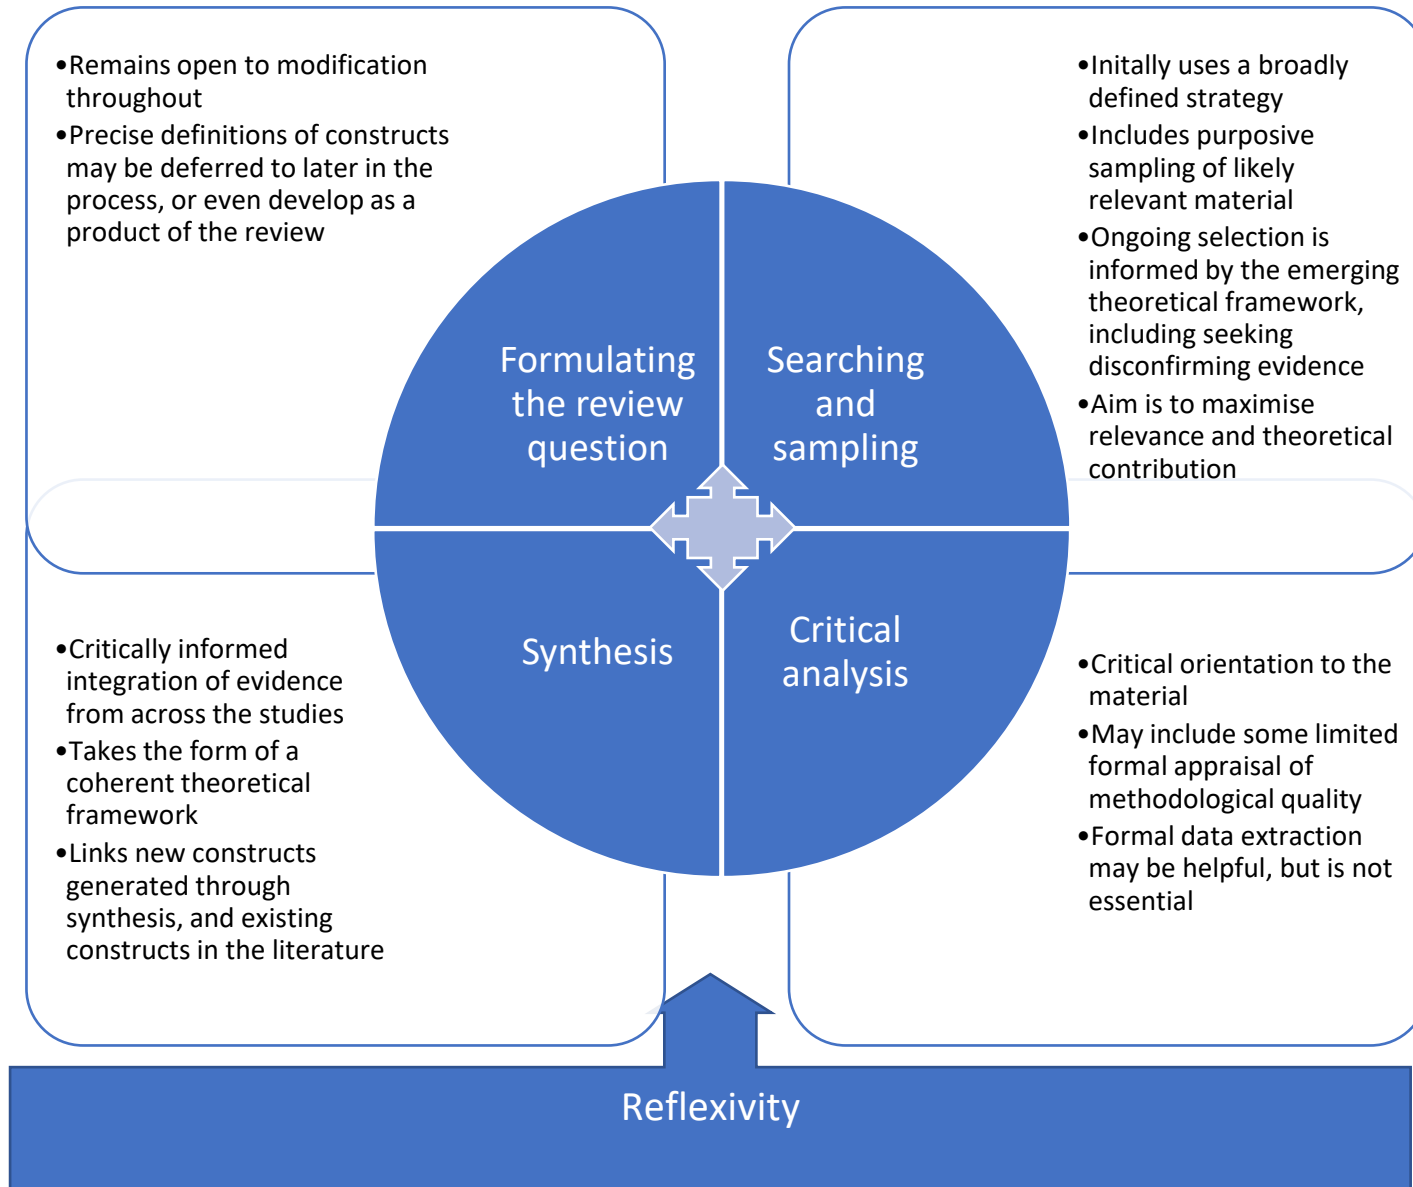 •Remains open to modification
throughout
•Precise definitions of constructs
may be deferred to later in the
process, or even develop as a
product of the review
•Initally uses a broadly
defined strategy
•Includes purposive
sampling of likely
relevant material
•Ongoing selection is
informed by the emerging
theoretical framework,
including seeking
disconfirming evidence
•Aim is to maximise
relevance and theoretical
contribution
Formulating
the review
question
Searching
and
sampling
Synthesis
Critical
analysis
•Critically informed
integration of evidence
from across the studies
•Takes the form of a
coherent theoretical
framework
•Links new constructs
generated through
synthesis, and existing
constructs in the literature
•Critical orientation to the
material
•May include some limited
formal appraisal of
methodological quality
•Formal data extraction
may be helpful, but is not
essential
Reflexivity